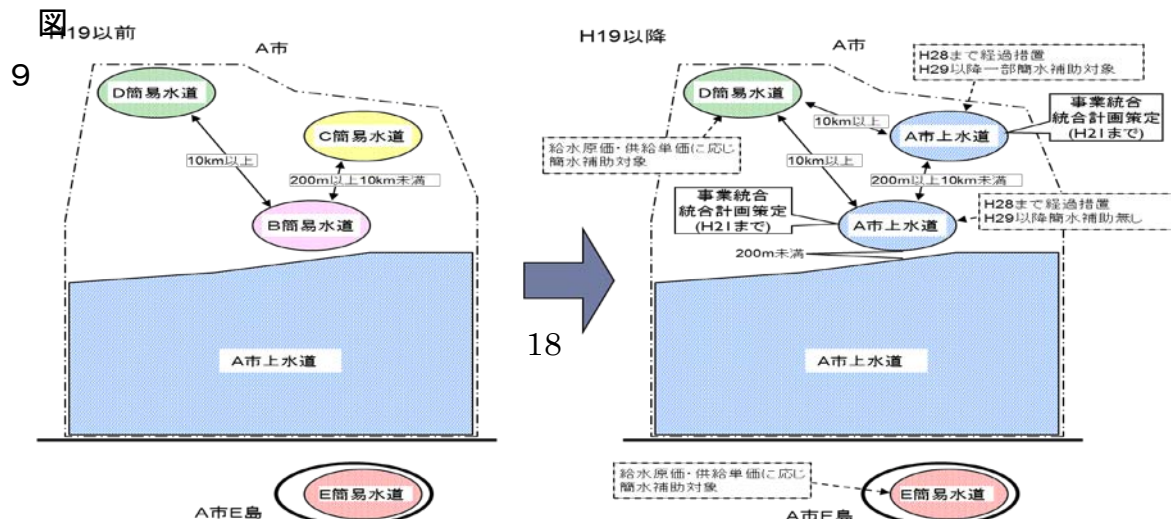 図
9
H19以前
A市
D簡易水道
C簡易水道
10km以上
200m以上10km未満
B簡易水道
A市上水道
E簡易水道
A市E島
18
H19以降
A市
H28まで経過措置
H29以降一部簡水補助対象
D簡易水道
事業統合
統合計画策定
(H21まで)
10km以上
A市上水道
給水原価・供給単価に応じ
簡水補助対象
10km以上
200m以上10km未満
事業統合
統合計画策定
(H21まで)
H28まで経過措置
H29以降簡水補助無し
A市上水道
200m未満
A市上水道
給水原価・供給単価に応じ
簡水補助対象
E簡易水道
A市E島